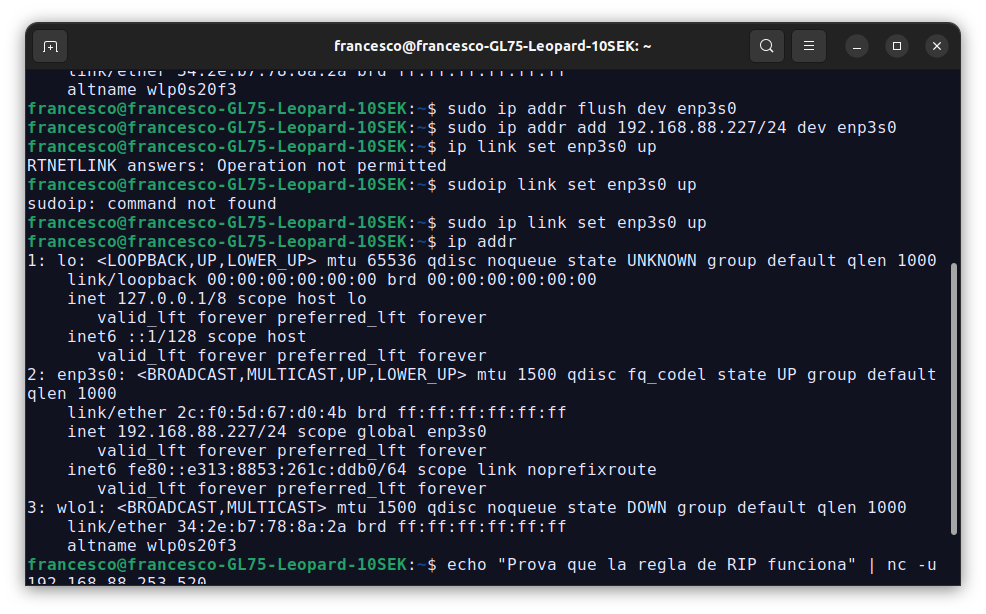 francesco@francesco-GL75-Leopard-10SEK: ~
link/ether 34:2e:b7:78:8a:2a brd ff:ff:ff:ff:ff:ff
altname wlp0s20f3
francesco@francesco-GL75-Leopard-10SEK:~$ sudo ip addr flush dev enp3s0
francesco@francesco-GL75-Leopard-10SEK:~$ sudo ip addr add 192.168.88.227/24 dev enp3s0
francesco@francesco-GL75-Leopard-10SEK:~$ ip link set enp3s0 up
RTNETLINK answers: Operation not permitted
francesco@francesco-GL75-Leopard-10SEK:~$ sudoip link set enp3s0 up
sudoip: command not found
francesco@francesco-GL75-Leopard-10SEK:~$ sudo ip link set enp3s0 up
francesco@francesco-GL75-Leopard-10SEK:~$ ip addr
1: lo: <LOOPBACK,UP,LOWER_UP> mtu 65536 qdisc noqueue state UNKNOWN group default qlen 1000
link/loopback 00:00:00:00:00:00 brd 00:00:00:00:00:00
inet 127.0.0.1/8 scope host lo
valid_lft forever preferred_lft forever
inet6 ::1/128 scope host
valid_lft forever preferred_lft forever
2: enp3s0: <BROADCAST,MULTICAST,UP,LOWER_UP> mtu 1500 qdisc fq_codel state UP group default
qlen 1000
link/ether 2c:f0:5d:67:d0:4b brd ff:ff:ff:ff:ff:ff
inet 192.168.88.227/24 scope global enp3s0
valid_lft forever preferred_lft forever
inet6 fe80::e313:8853:261c:ddb0/64 scope link noprefixroute
valid_lft forever preferred_lft forever
3: wlo1: <BROADCAST,MULTICAST> mtu 1500 qdisc noqueue state DOWN group default qlen 1000
link/ether 34:2e:b7:78:8a:2a brd ff:ff:ff:ff:ff:ff
altname wlp0s20f3
francesco@francesco-GL75-Leopard-10SEK:~$ echo "Prova que la regla de RIP funciona" | nc -u
192.168.88.253 520